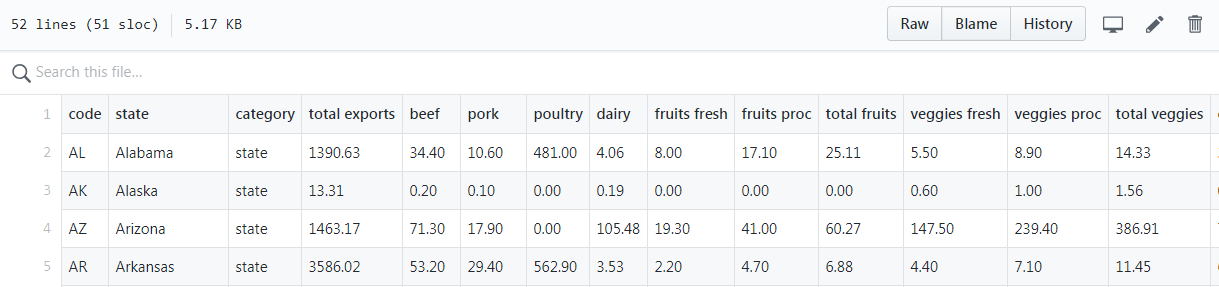 52 lines (51 sloc) 5.17 KB Raw Blame History
Search this file...
1 code state category total exports beef pork poultry dairy fruits fresh fruits proc total fruits veggies fresh veggies proc total veggies
2 AL Alabama state 1390.63 34.40 10.60 481.00 4.06 8.00 17.10 25.11 5.50 8.90 14.33
3 AK Alaska state 13.31 0.20 0.10 0.00 0.19 0.00 0.00 0.00 0.60 1.00 1.56
4 AZ Arizona state 1463.17 71.30 17.90 0.00 105.48 19.30 41.00 60.27 147.50 239.40 386.91
5 AR Arkansas state 3586.02 53.20 29.40 562.90 3.53 2.20 4.70 6.88 4.40 7.10 11.45